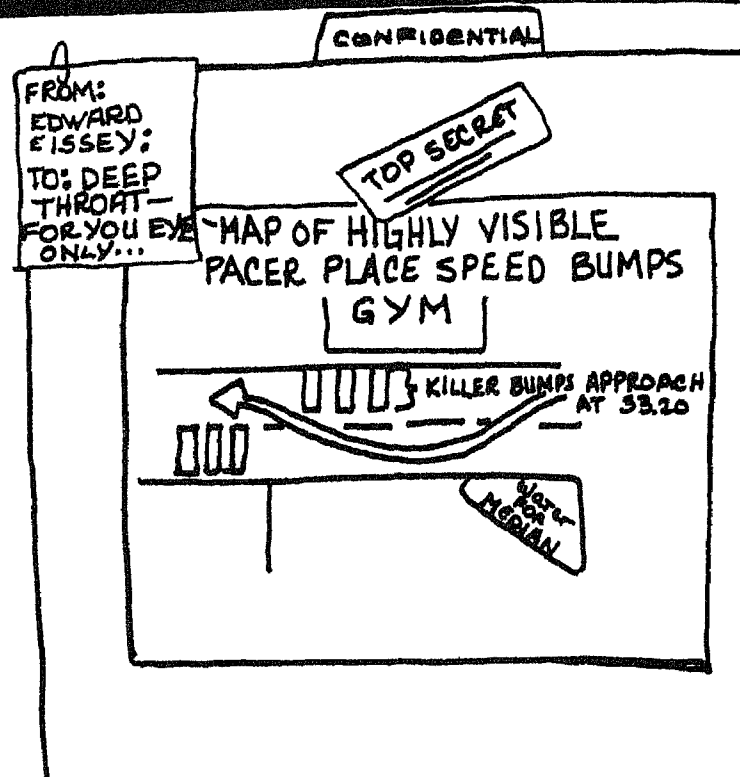 CONFIDENTIAL
FROM:
EDWARD
EISSEY:
TO: DEEP
THROAT—
FOR YOU EYE
ONLY...
TOP SECRET
MAP OF HIGHLY VISIBLE
PACER PLACE SPEED BUMPS
GYM
KILLER BUMPS APPROACH
AT 33.20
Water
FOR
MEDIAN